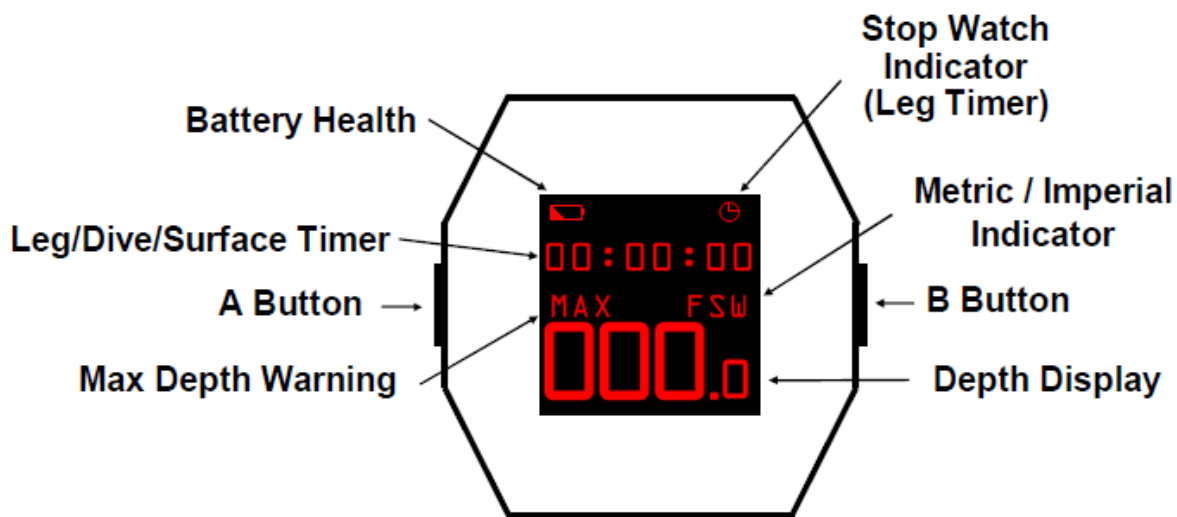 Stop Watch
Indicator
(Leg Timer)
Battery Health
Metric / Imperial
Indicator
Leg/Dive/Surface Timer
00:00:00
A Button
B Button
MAX FSW
Max Depth Warning
000.0
Depth Display